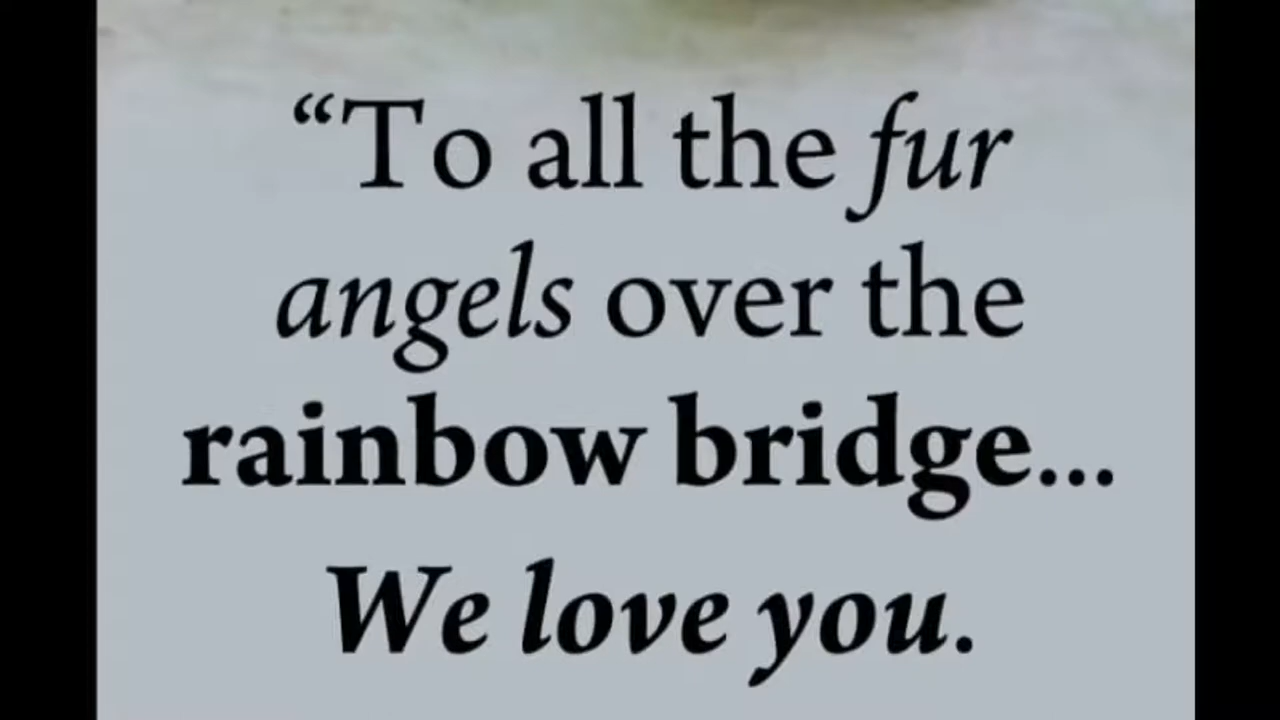 “To all the fur
angels over the
rainbow bridge...
We love you.